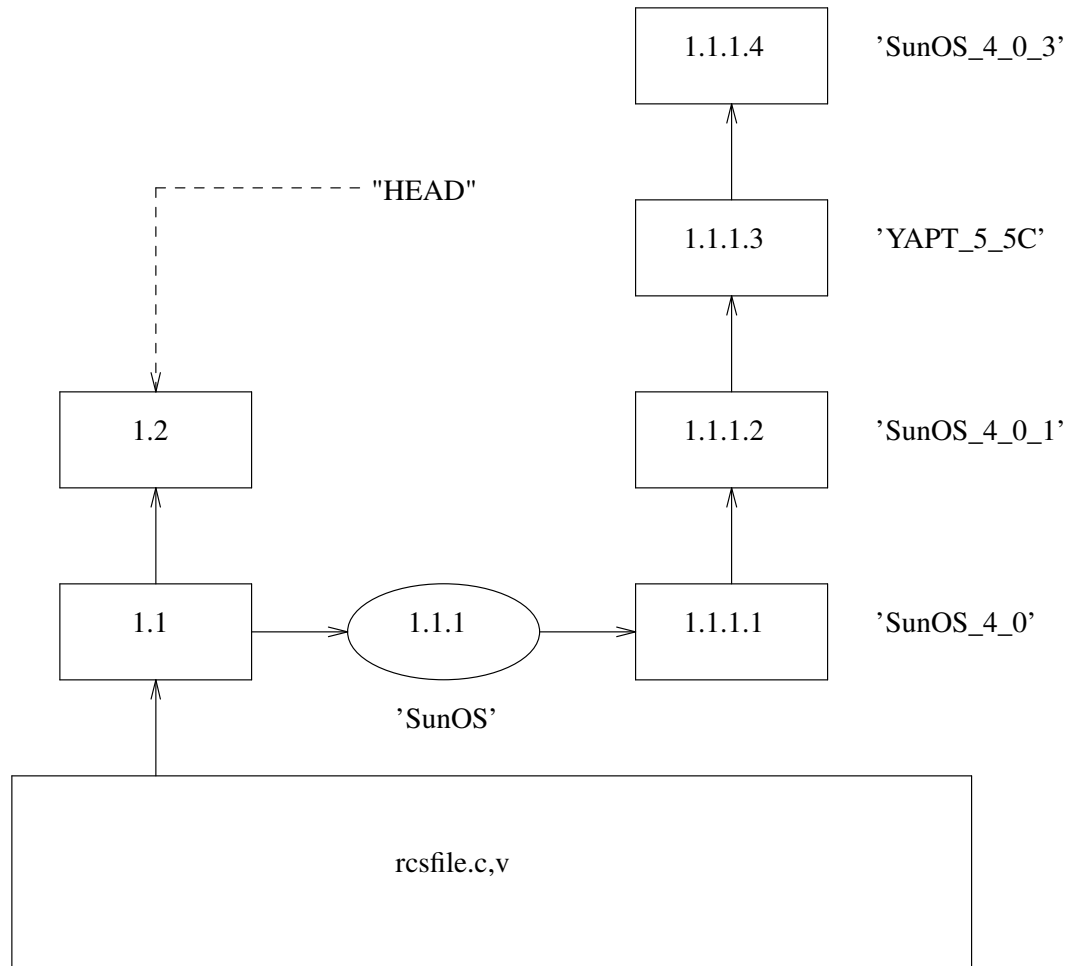 1.1.1.4 ’SunOS_4_0_3’
"HEAD"
1.1.1.3 ’YAPT_5_5C’
1.2 1.1.1.2 ’SunOS_4_0_1’
1.1 1.1.1 1.1.1.1 ’SunOS_4_0’
’SunOS’
rcsfile.c,v